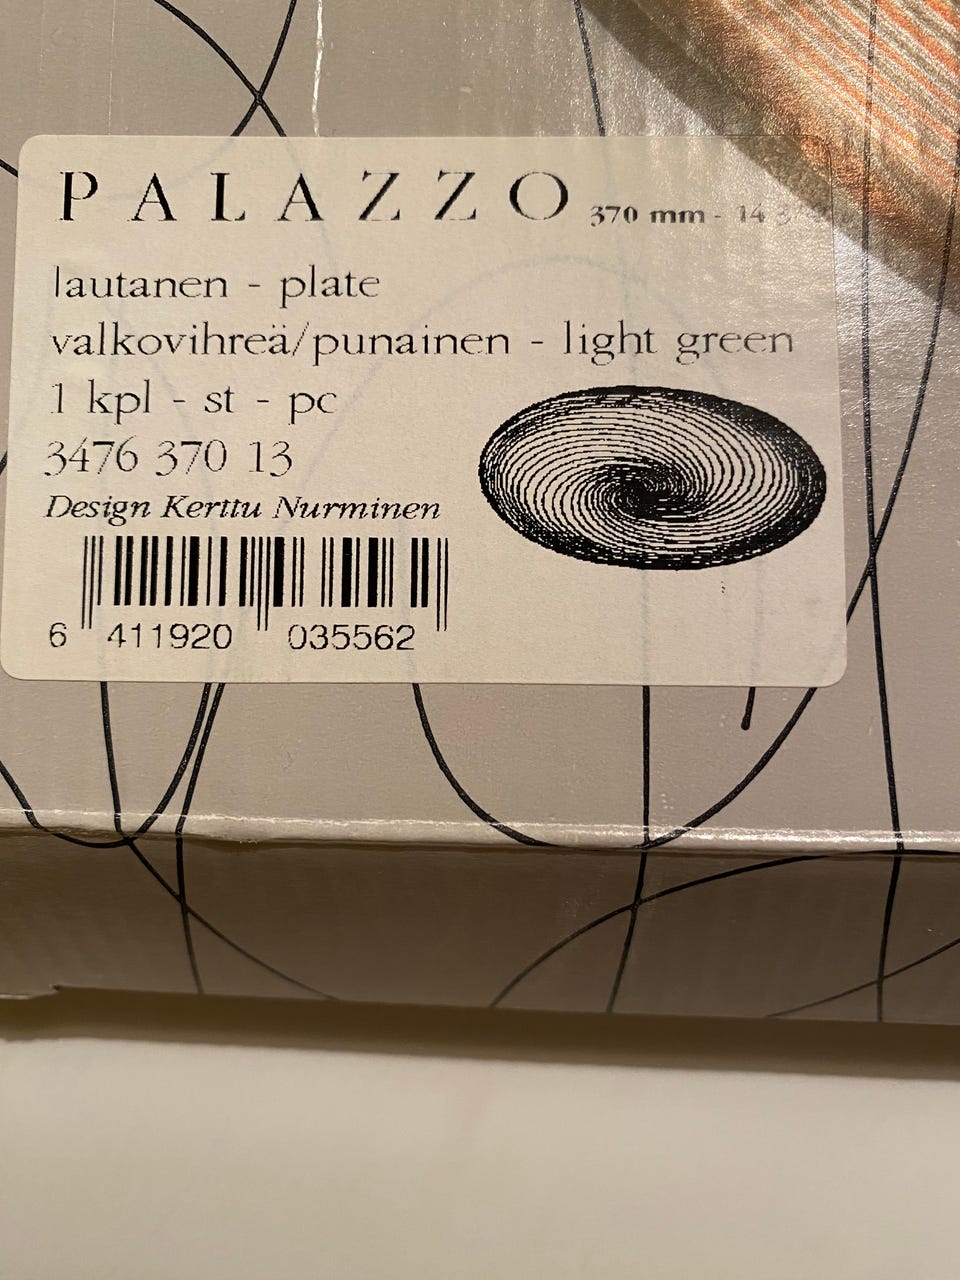 PALAZZO 370 mm - 14
lautanen - plate
valkovihreä/punainen - light green
1 kpl - st - pc
3476 370 13
Design Kerttu Nurminen
6 411920 035562